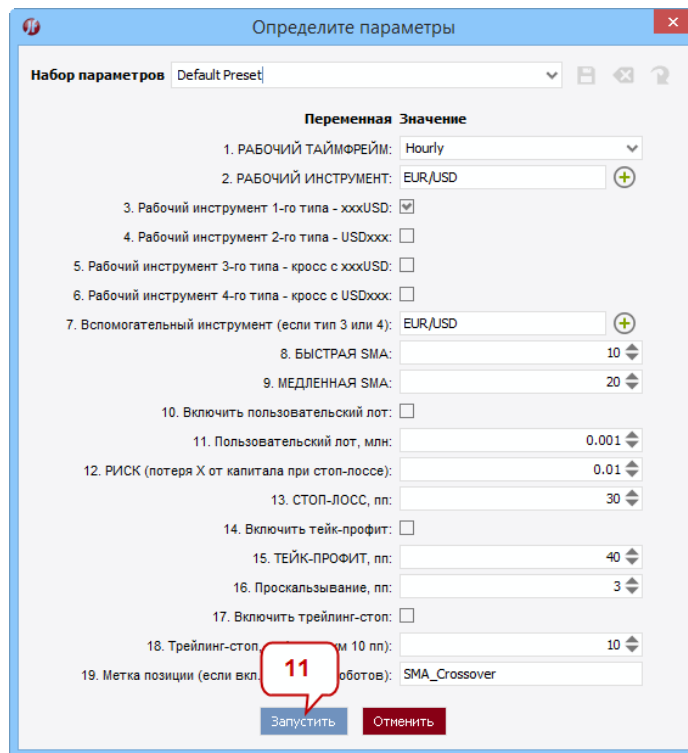 Определите параметры
Набор параметров Default Preset
Переменная Значение
1. РАБОЧИЙ ТАЙМФРЕЙМ: Hourly
2. РАБОЧИЙ ИНСТРУМЕНТ: EUR/USD
3. Рабочий инструмент 1-го типа - xxxUSD:
4. Рабочий инструмент 2-го типа - USDxxx:
5. Рабочий инструмент 3-го типа - кросс с xxxUSD:
6. Рабочий инструмент 4-го типа - кросс с USDxxx:
7. Вспомогательный инструмент (если тип 3 или 4): EUR/USD
8. БЫСТРАЯ SMA: 10
9. МЕДЛЕННАЯ SMA: 20
10. Включить пользовательский лот:
11. Пользовательский лот, млн: 0.001
12. РИСК (потеря X от капитала при стоп-лоссе): 0.01
13. СТОП-ЛОСС, пп: 30
14. Включить тейк-профит:
15. ТЕЙК-ПРОФИТ, пп: 40
16. Проскальзывание, пп: 3
17. Включить трейлинг-стоп:
18. Трейлинг-стоп, 10 пп): 10
19. Метка позиции (если вкл. SMA_Crossover
11
Запустить Отменить